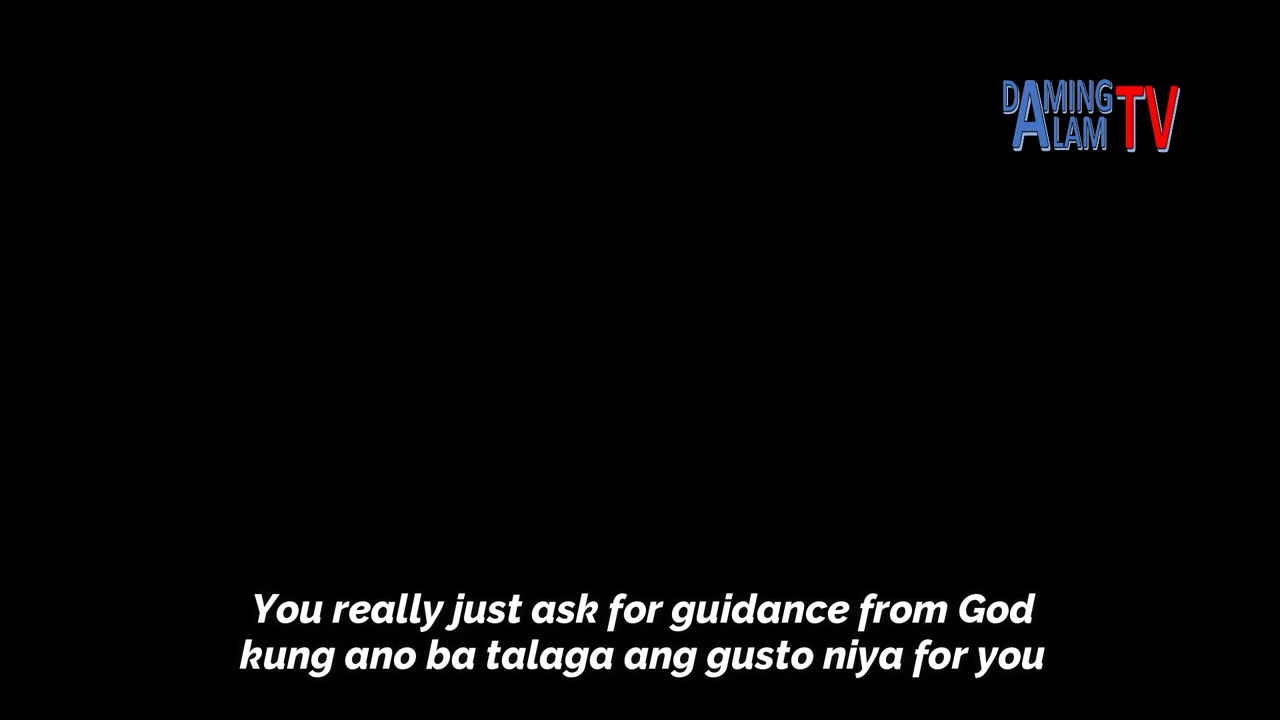 DAMING
ALAM TV
You really just ask for guidance from God
kung ano ba talaga ang gusto niya for you